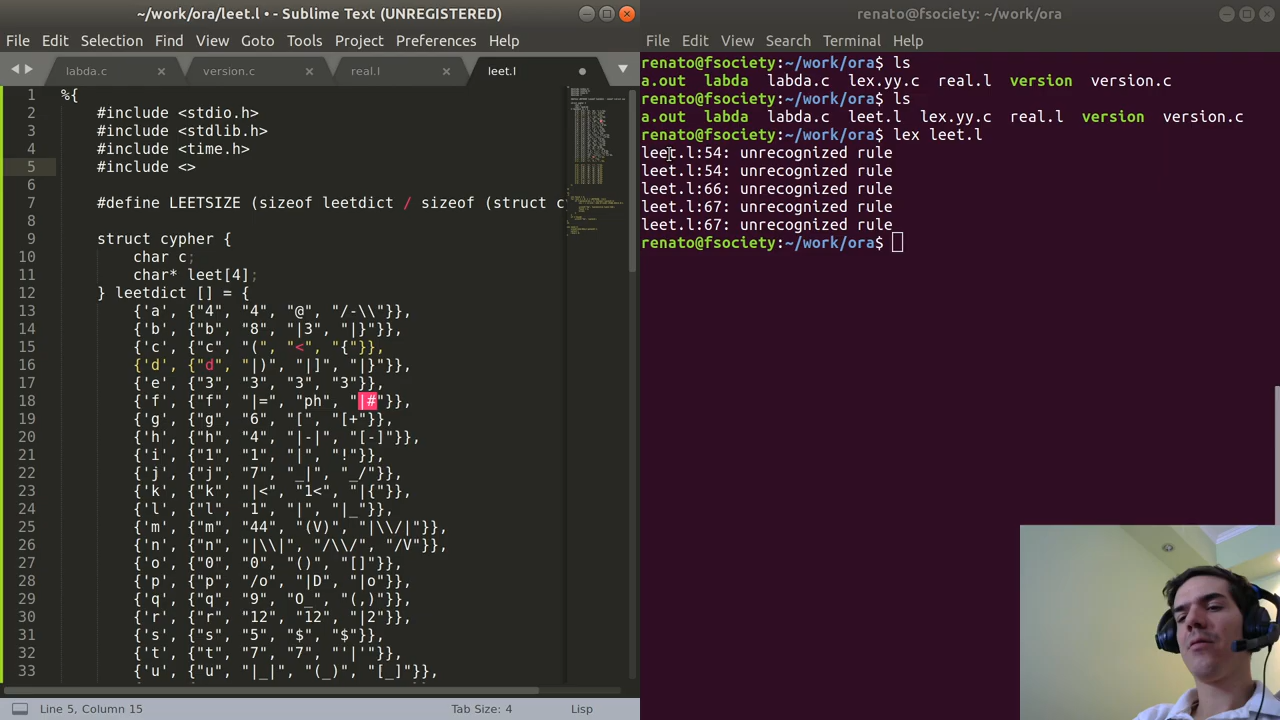 ~/work/ora/leet.l • - Sublime Text (UNREGISTERED)
File Edit Selection Find View Goto Tools Project Preferences Help
labda.c version.c real.l leet.l
1 %{
2 #include <stdio.h>
3 #include <stdlib.h>
4 #include <time.h>
5 #include <>
6
7 #define LEETSIZE (sizeof leetdict / sizeof (struct c
8
9 struct cypher {
10 char c;
11 char* leet[4];
12 } leetdict [] = {
13 {'a', {"4", "4", "@", "/-\\"}},
14 {'b', {"b", "8", "|3", "|}"}},
15 {'c', {"c", "(", "<", "{"}},
16 {'d', {"d", "|)", "|]", "|}"}},
17 {'e', {"3", "3", "3", "3"}},
18 {'f', {"f", "|=", "ph", "|#"}},
19 {'g', {"g", "6", "[", "[+"}},
20 {'h', {"h", "4", "|-|", "[-]"}},
21 {'i', {"1", "1", "|", "!"}},
22 {'j', {"j", "7", "_|", "_/"}},
23 {'k', {"k", "|<", "1<", "|{"}},
24 {'l', {"l", "1", "|", "|_"}},
25 {'m', {"m", "44", "(V)", "|\\/|"}},
26 {'n', {"n", "|\\|", "/\\/", "/V"}},
27 {'o', {"0", "0", "()", "[]"}},
28 {'p', {"p", "/o", "|D", "|o"}},
29 {'q', {"q", "9", "O_", "(,)"}},
30 {'r', {"r", "12", "12", "|2"}},
31 {'s', {"s", "5", "$", "$"}},
32 {'t', {"t", "7", "7", "'|'"}},
33 {'u', {"u", "|_|", "(_)", "[_]"}},
Line 5, Column 15 Tab Size: 4 Lisp
renato@fsociety: ~/work/ora
File Edit View Search Terminal Help
renato@fsociety:~/work/ora$ ls
a.out labda labda.c lex.yy.c real.l version version.c
renato@fsociety:~/work/ora$ ls
a.out labda labda.c leet.l lex.yy.c real.l version version.c
renato@fsociety:~/work/ora$ lex leet.l
leet.l:54: unrecognized rule
leet.l:54: unrecognized rule
leet.l:66: unrecognized rule
leet.l:67: unrecognized rule
leet.l:67: unrecognized rule
renato@fsociety:~/work/ora$